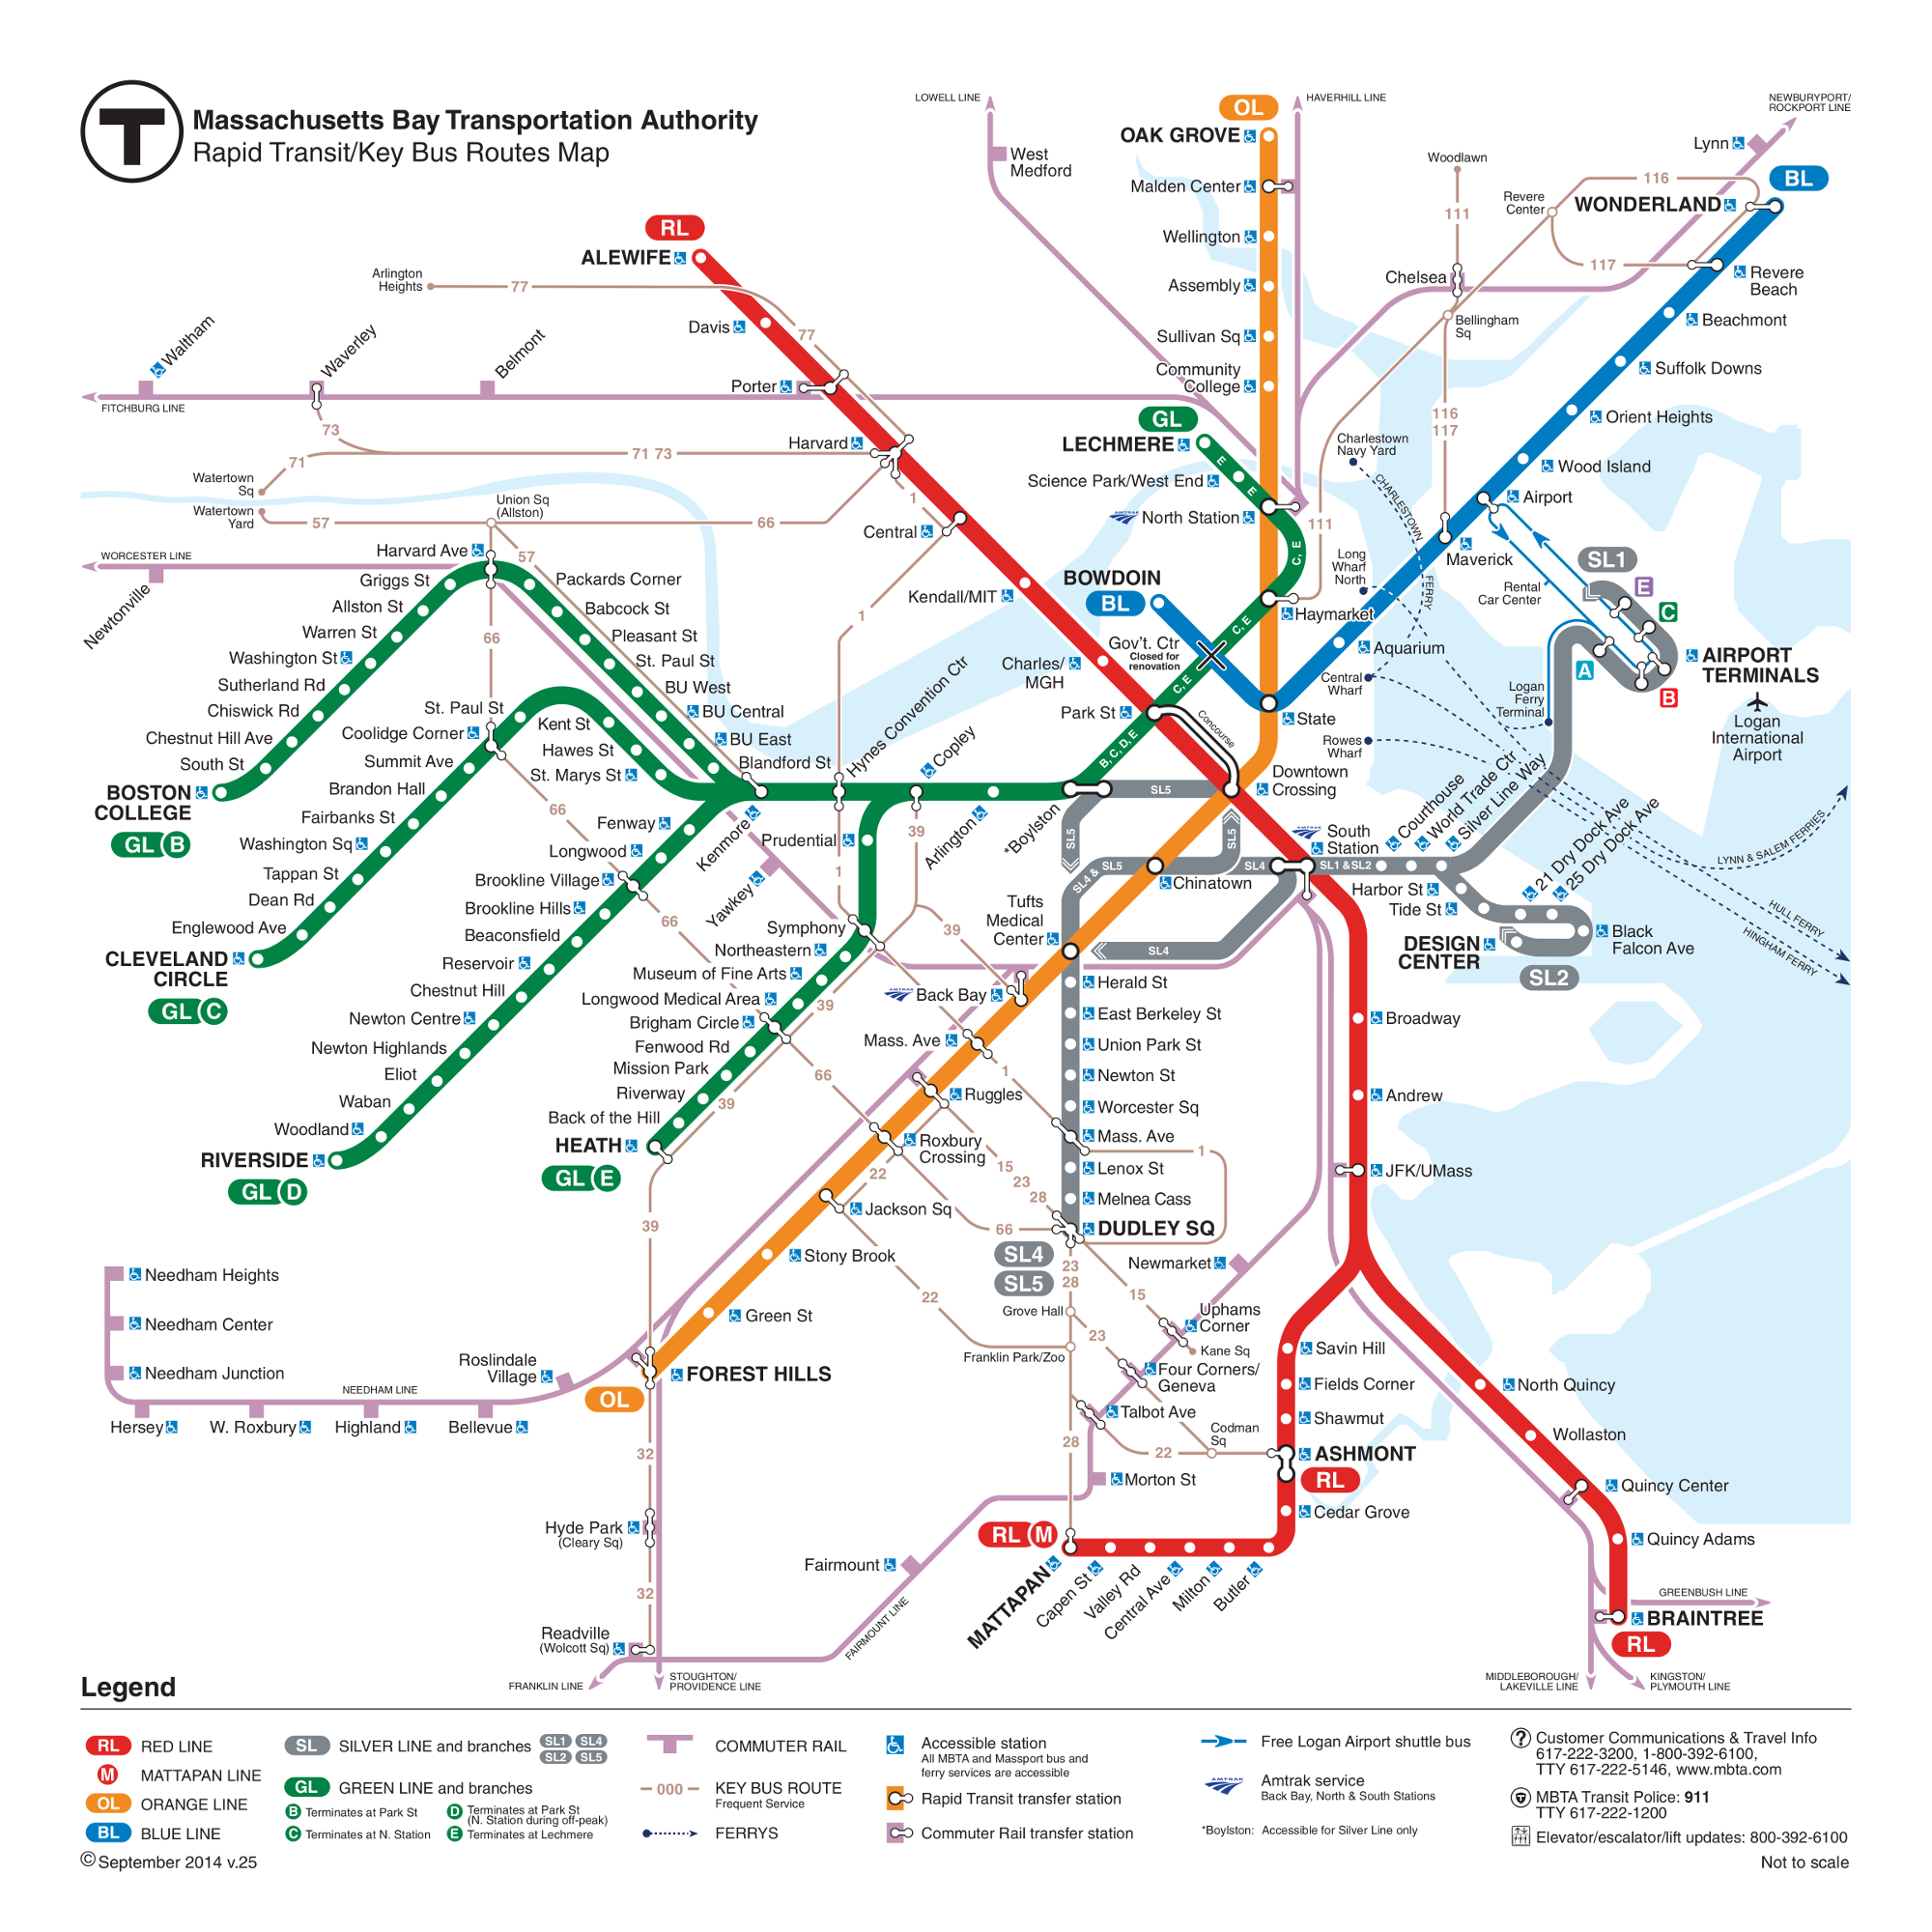 T
Massachusetts Bay Transportation Authority
Rapid Transit/Key Bus Routes Map
LOWELL LINE
OL
HAVERHILL LINE
NEWBURYPORT/
ROCKPORT LINE
OAK GROVE
West
Medford
Malden Center
Wellington
Assembly
Sullivan Sq
Community
College
Woodlawn
111
Revere
Center
116
Lynn
BL
WONDERLAND
117
Chelsea
Bellingham
Sq
Revere
Beach
Beachmont
Suffolk Downs
Orient Heights
Wood Island
Airport
Maverick
116
117
RL
ALEWIFE
Arlington
Heights
77
77
Davis
Porter
Harvard
Central
Kendall/MIT
Charles/
MGH
Park St
Waltham
Waverley
Belmont
FITCHBURG LINE
73
71
71 73
Watertown
Sq
Watertown
Yard
57
Union Sq
(Allston)
66
1
1
57
GL
LECHMERE
E
E
Science Park/West End
AMTRAK
North Station
C, E
111
BOWDOIN
BL
Haymarket
C, E
Gov't. Ctr
Closed for
renovation
C, E
Concourse
B, C, D, E
Aquarium
State
Downtown
Crossing
Charlestown
Navy Yard
CHARLESTOWN
FERRY
Long
Wharf
North
Central
Wharf
Rowes
Wharf
Rental
Car Center
Logan
Ferry
Terminal
SL1
E
C
A
B
AIRPORT
TERMINALS
Logan
International
Airport
WORCESTER LINE
Newtonville
Harvard Ave
Griggs St
Allston St
Warren St
Washington St
Sutherland Rd
Chiswick Rd
Chestnut Hill Ave
South St
BOSTON
COLLEGE
GL B
Packards Corner
Babcock St
Pleasant St
St. Paul St
BU West
BU Central
BU East
Blandford St
66
St. Paul St
Coolidge Corner
Summit Ave
Brandon Hall
Fairbanks St
Washington Sq
Tappan St
Dean Rd
Englewood Ave
CLEVELAND
CIRCLE
GL C
Kent St
Hawes St
St. Marys St
66
Kenmore
Hynes Convention Ctr
Copley
Arlington
*Boylston
Fenway
Longwood
Brookline Village
Brookline Hills
Beaconsfield
Reservoir
Chestnut Hill
Newton Centre
Newton Highlands
Eliot
Waban
Woodland
RIVERSIDE
GL D
66
Yawkey
Prudential
1
39
Symphony
Northeastern
Museum of Fine Arts
Longwood Medical Area
Brigham Circle
Fenwood Rd
Mission Park
Riverway
Back of the Hill
HEATH
GL E
39
39
39
66
39
SL5
SL5
SL5
SL4 & SL5
Chinatown
SL4
AMTRAK
South
Station
SL1 & SL2
Courthouse
World Trade Ctr
Silver Line Way
Harbor St
Tide St
21 Dry Dock Ave
25 Dry Dock Ave
Black
Falcon Ave
DESIGN
CENTER
SL2
LYNN & SALEM FERRIES
HULL FERRY
HINGHAM FERRY
Tufts
Medical
Center
SL4
AMTRAK
Back Bay
Mass. Ave
1
Ruggles
Roxbury
Crossing
15
23
28
22
Jackson Sq
66
Stony Brook
Green St
22
FOREST HILLS
OL
Herald St
East Berkeley St
Union Park St
Newton St
Worcester Sq
Mass. Ave
1
Lenox St
Melnea Cass
DUDLEY SQ
SL4
SL5
23
28
15
Grove Hall
23
Franklin Park/Zoo
Newmarket
Uphams
Corner
Kane Sq
Four Corners/
Geneva
Talbot Ave
28
22
Codman
Sq
Morton St
Broadway
Andrew
JFK/UMass
Savin Hill
Fields Corner
Shawmut
ASHMONT
RL
Cedar Grove
RL M
MATTAPAN
Capen St
Valley Rd
Central Ave
Milton
Butler
North Quincy
Wollaston
Quincy Center
Quincy Adams
GREENBUSH LINE
BRAINTREE
RL
MIDDLEBOROUGH/
LAKEVILLE LINE
KINGSTON/
PLYMOUTH LINE
Needham Heights
Needham Center
Needham Junction
NEEDHAM LINE
Hersey
W. Roxbury
Highland
Bellevue
Roslindale
Village
32
Hyde Park
(Cleary Sq)
32
Readville
(Wolcott Sq)
Fairmount
FAIRMOUNT LINE
FRANKLIN LINE
STOUGHTON/
PROVIDENCE LINE
Legend
RL RED LINE
M MATTAPAN LINE
OL ORANGE LINE
BL BLUE LINE
© September 2014 v.25
SL SILVER LINE and branches SL1 SL4
SL2 SL5
GL GREEN LINE and branches
B Terminates at Park St
C Terminates at N. Station
D Terminates at Park St
(N. Station during off-peak)
E Terminates at Lechmere
COMMUTER RAIL
000 KEY BUS ROUTE
Frequent Service
FERRYS
Accessible station
All MBTA and Massport bus and
ferry services are accessible
Rapid Transit transfer station
Commuter Rail transfer station
Free Logan Airport shuttle bus
AMTRAK
Amtrak service
Back Bay, North & South Stations
*Boylston: Accessible for Silver Line only
? Customer Communications & Travel Info
617-222-3200, 1-800-392-6100,
TTY 617-222-5146, www.mbta.com
T MBTA Transit Police: 911
TTY 617-222-1200
Elevator/escalator/lift updates: 800-392-6100
Not to scale